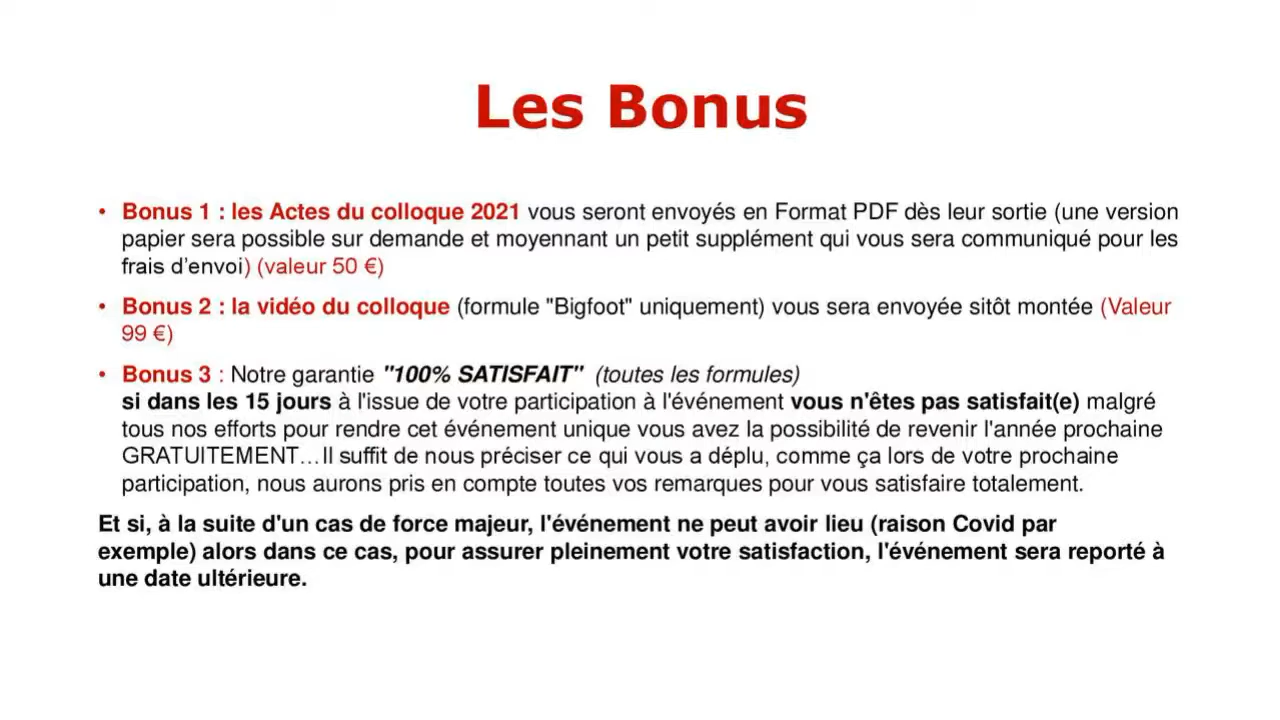 Les Bonus
• Bonus 1 : les Actes du colloque 2021 vous seront envoyés en Format PDF dès leur sortie (une version
papier sera possible sur demande et moyennant un petit supplément qui vous sera communiqué pour les
frais d’envoi) (valeur 50 €)
• Bonus 2 : la vidéo du colloque (formule "Bigfoot" uniquement) vous sera envoyée sitôt montée (Valeur
99 €)
• Bonus 3 : Notre garantie "100% SATISFAIT" (toutes les formules)
si dans les 15 jours à l'issue de votre participation à l'événement vous n'êtes pas satisfait(e) malgré
tous nos efforts pour rendre cet événement unique vous avez la possibilité de revenir l'année prochaine
GRATUITEMENT…Il suffit de nous préciser ce qui vous a déplu, comme ça lors de votre prochaine
participation, nous aurons pris en compte toutes vos remarques pour vous satisfaire totalement.
Et si, à la suite d'un cas de force majeur, l'événement ne peut avoir lieu (raison Covid par
exemple) alors dans ce cas, pour assurer pleinement votre satisfaction, l'événement sera reporté à
une date ultérieure.